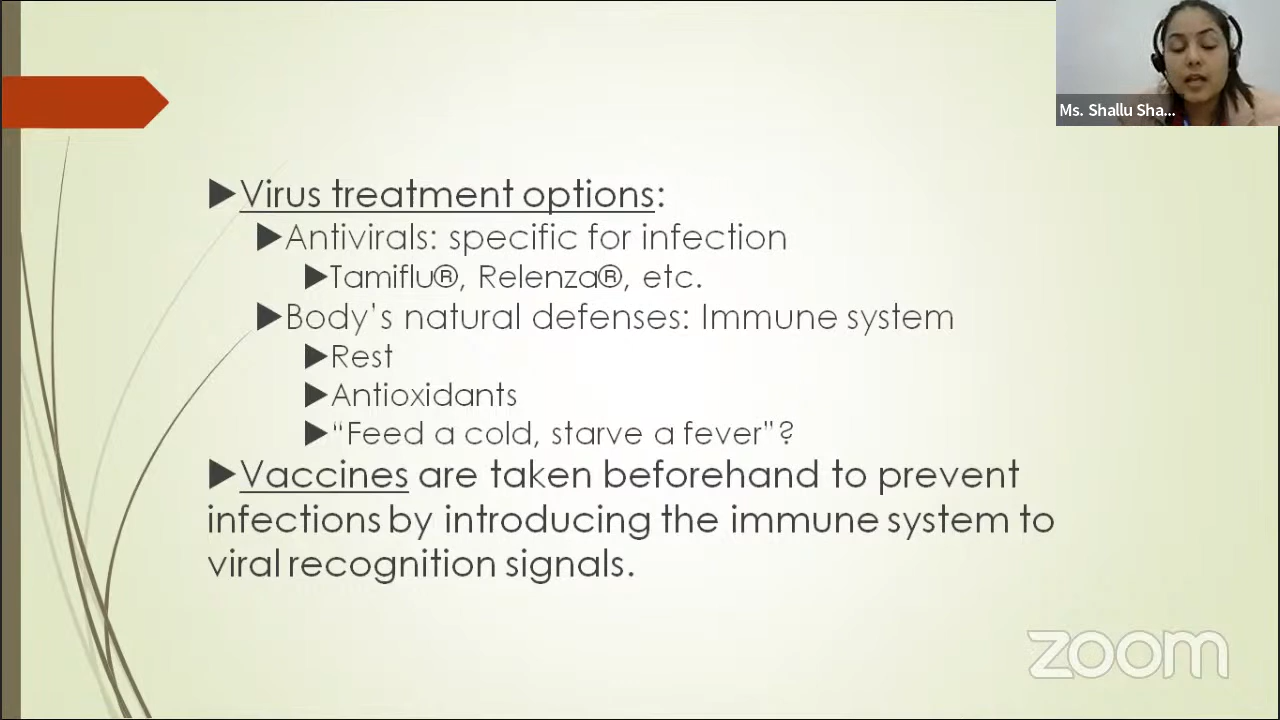 Ms. Shallu Sha...
▶Virus treatment options:
▶Antivirals: specific for infection
▶Tamiflu®, Relenza®, etc.
▶Body's natural defenses: Immune system
▶Rest
▶Antioxidants
▶“Feed a cold, starve a fever”?
▶Vaccines are taken beforehand to prevent
infections by introducing the immune system to
viral recognition signals.
zoom